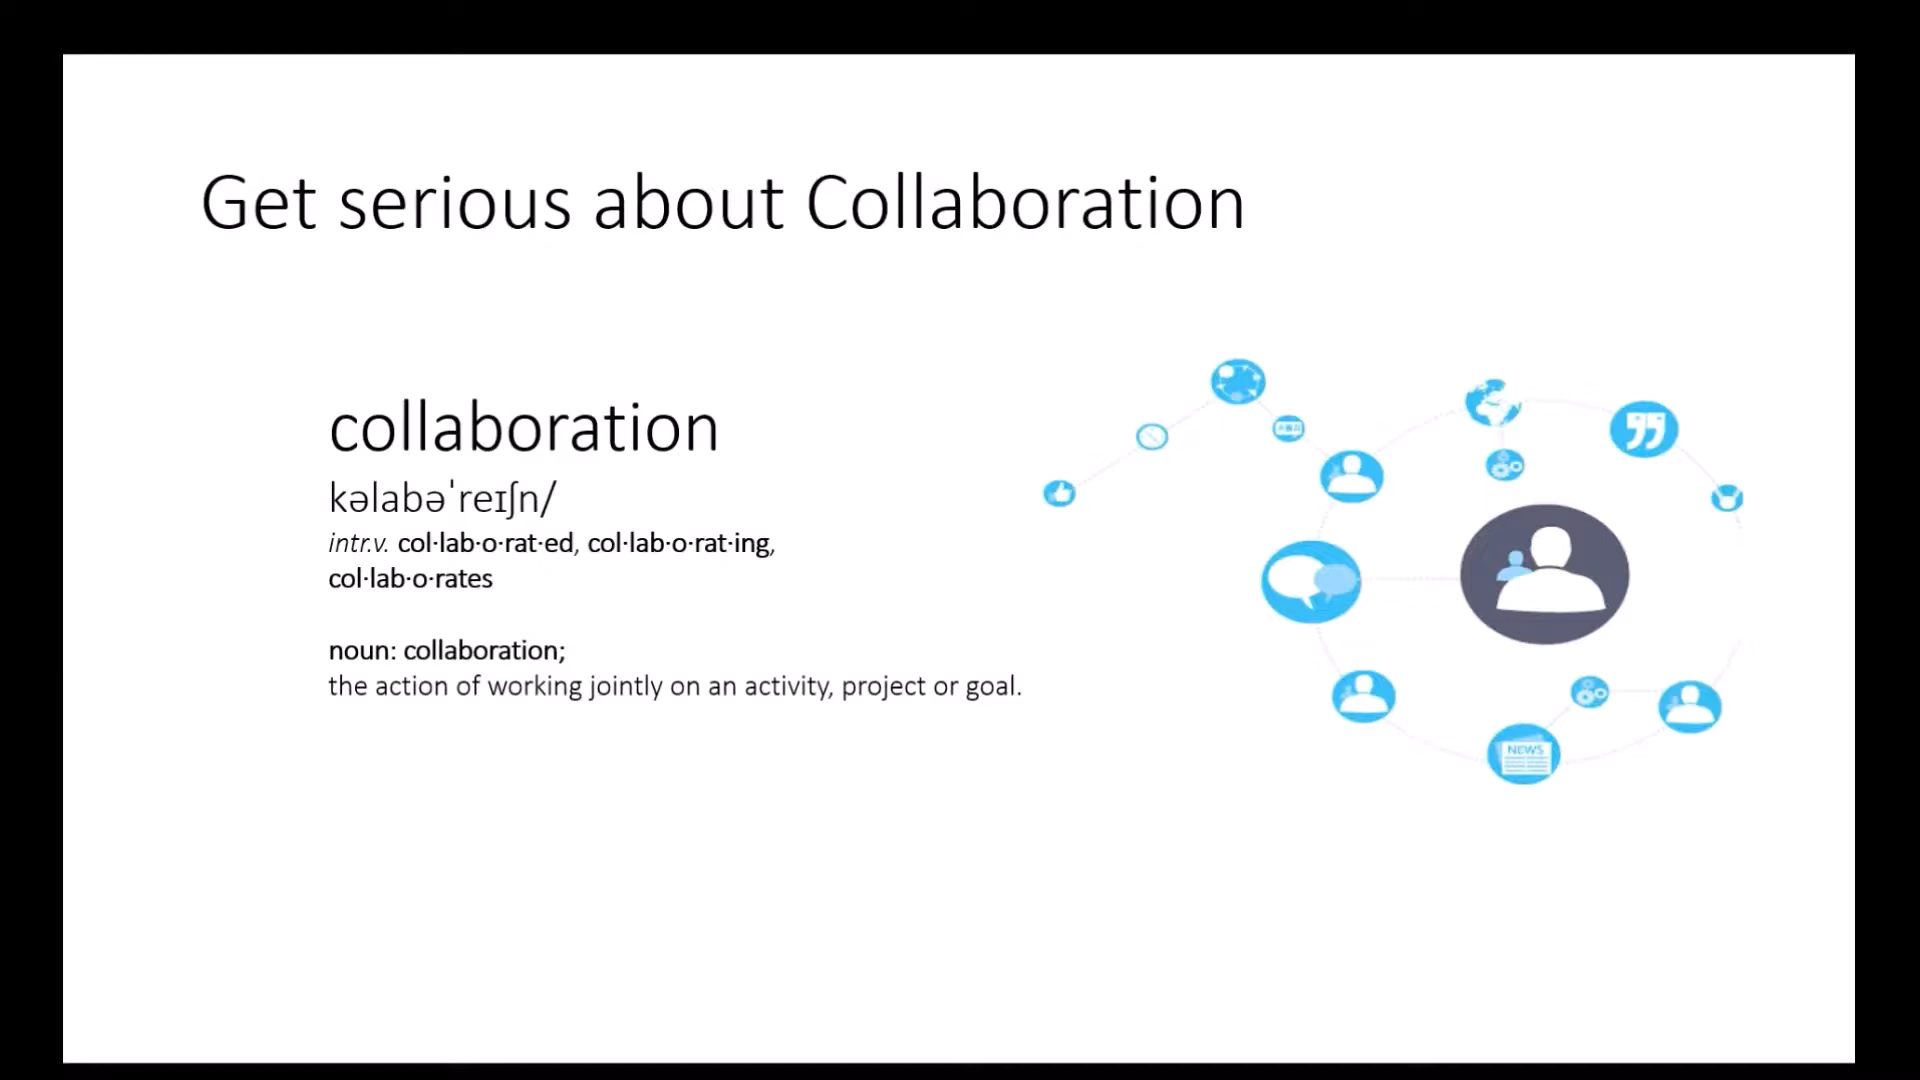 Get serious about Collaboration
collaboration
kəlabəˈreɪʃn/
intr.v. col·lab·o·rat·ed, col·lab·o·rat·ing,
col·lab·o·rates
noun: collaboration;
the action of working jointly on an activity, project or goal.
NEWS